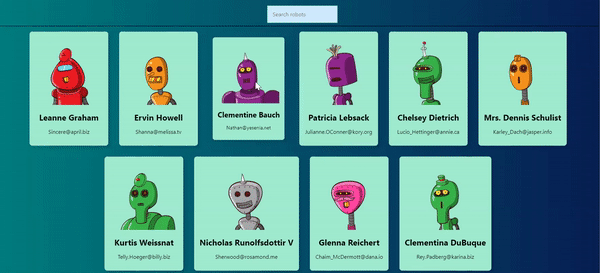 Search robots
Leanne Graham
Sincere@april.biz
Ervin Howell
Shanna@melissa.tv
Clementine Bauch
Nathan@yesenia.net
Patricia Lebsack
Julianne.OConner@kory.org
Chelsey Dietrich
Lucio_Hettinger@annie.ca
Mrs. Dennis Schulist
Karley_Dach@jasper.info
Kurtis Weissnat
Telly.Hoeger@billy.biz
Nicholas Runolfsdottir V
Sherwood@rosamond.me
Glenna Reichert
Chaim_McDermott@dana.io
Clementina DuBuque
Rey.Padberg@karina.biz